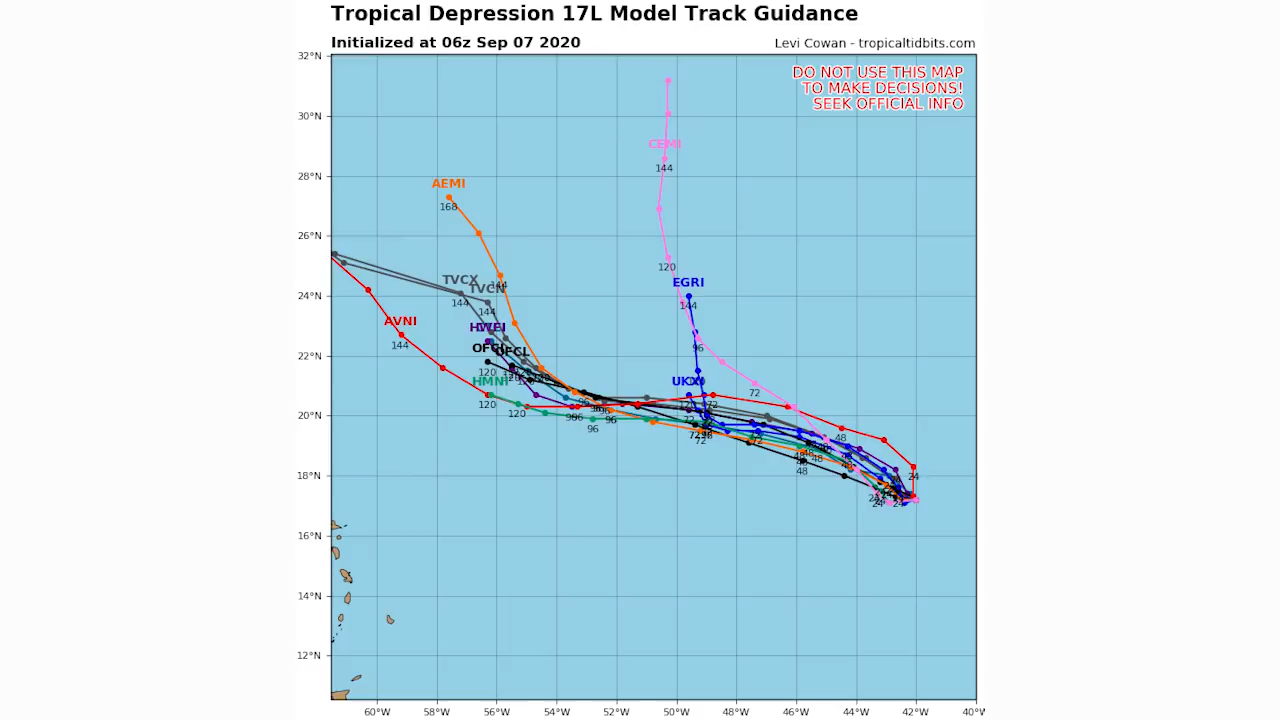 Tropical Depression 17L Model Track Guidance
Initialized at 06z Sep 07 2020
Levi Cowan - tropicaltidbits.com
DO NOT USE THIS MAP
TO MAKE DECISIONS!
SEEK OFFICIAL INFO
32°N
30°N
CEMI
144
28°N
AEMI
168
26°N
120
TVCX
144
EGRI
TVCN
24°N
144
144
144
AVNI
144
96
22°N
OFCL
120
HMNI
UKXI
72
120
120
20°N
96
96
72
72
48
48
18°N
24
24
24
16°N
14°N
12°N
60°W
58°W
56°W
54°W
52°W
50°W
48°W
46°W
44°W
42°W
40°W